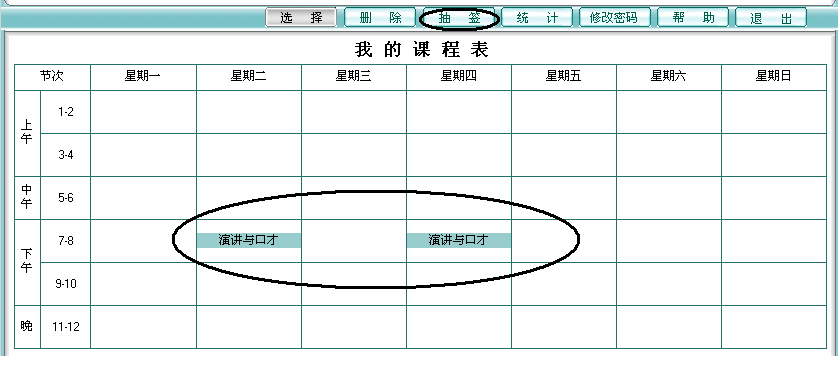 选 择 删 除 抽 签 统 计 修改密码 帮 助 退 出
我 的 课 程 表
节次 星期一 星期二 星期三 星期四 星期五 星期六 星期日
上午
1-2
3-4
中午
5-6
下午
7-8 演讲与口才 演讲与口才
9-10
晚 11-12